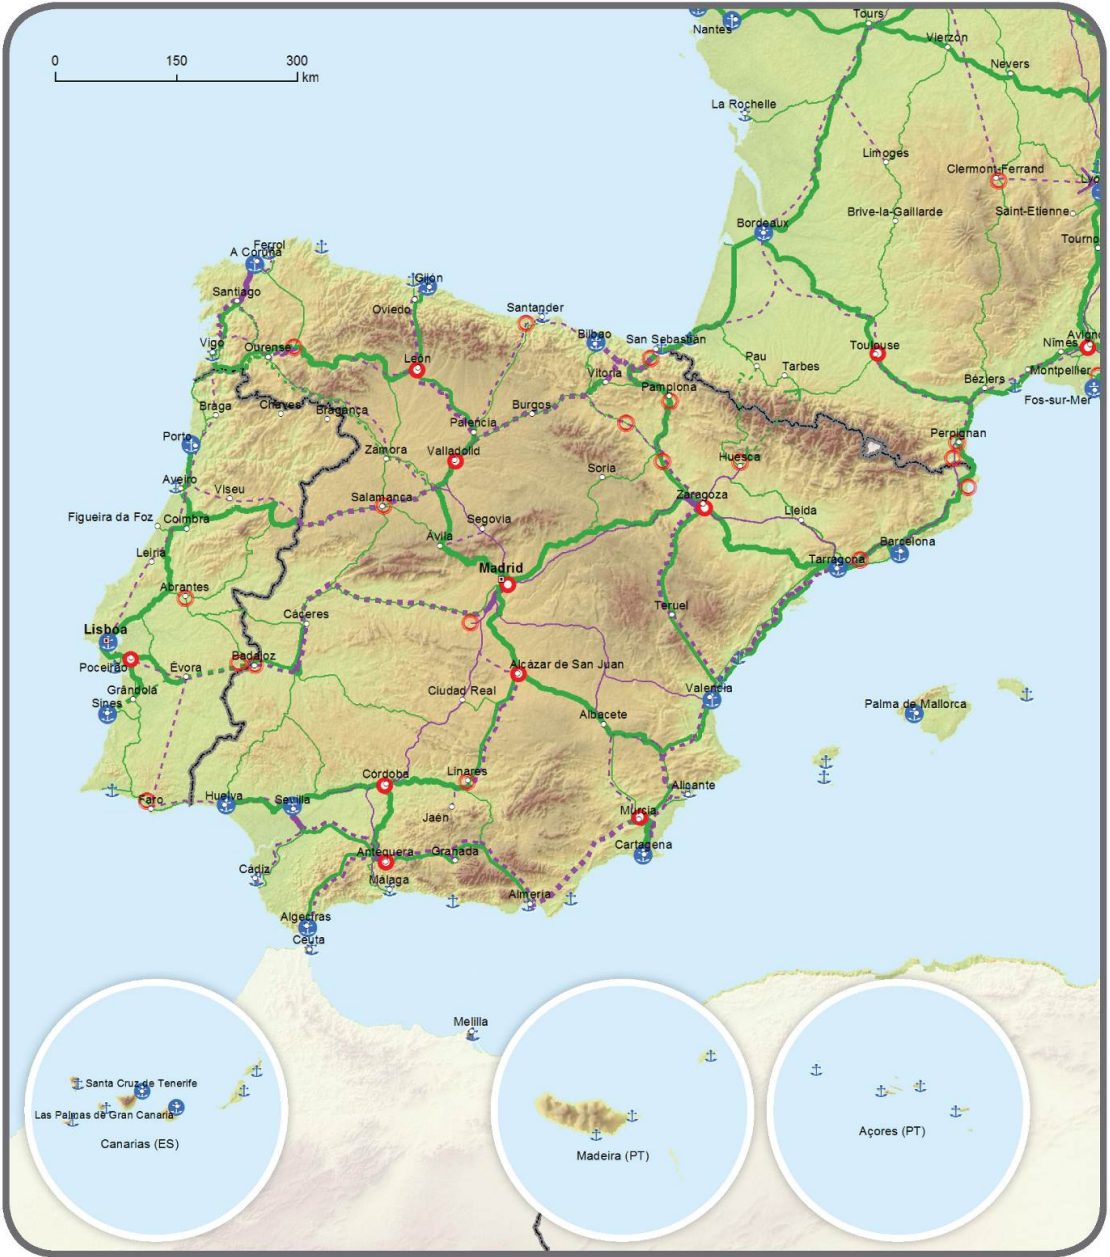 0 150 300
km
Nantes
Tours
Vierzon
Nevers
La Rochelle
Limoges
Clermont-Ferrand
Lyo
Brive-la-Gaillarde
Saint-Etienne
Bordeaux
Tourno
Ferrol
A Coruña
Gijón
Santiago
Oviedo
Santander
Bilbao
San Sebastián
Toulouse
Avigno
Nîmes
Vigo
Ourense
León
Vitoria
Pau
Tarbes
Montpellier
Béziers
Fos-sur-Mer
Pamplona
Braga
Chaves
Bragança
Burgos
Palencia
Perpignan
Porto
Zamora
Valladolid
Huesca
Soria
Aveiro
Viseu
Salamanca
Zaragoza
Figueira da Foz
Coimbra
Segovia
Lleida
Ávila
Barcelona
Leiria
Tarragona
Madrid
Abrantes
Cáceres
Teruel
Lisboa
Badajoz
Poceirão
Évora
Alcázar de San Juan
Grândola
Ciudad Real
Valencia
Sines
Albacete
Palma de Mallorca
Córdoba
Linares
Alicante
Faro
Huelva
Sevilla
Jaén
Murcia
Cartagena
Antequera
Granada
Cádiz
Málaga
Almería
Algeciras
Ceuta
Melilla
Santa Cruz de Tenerife
Las Palmas de Gran Canaria
Canarias (ES)
Madeira (PT)
Açores (PT)